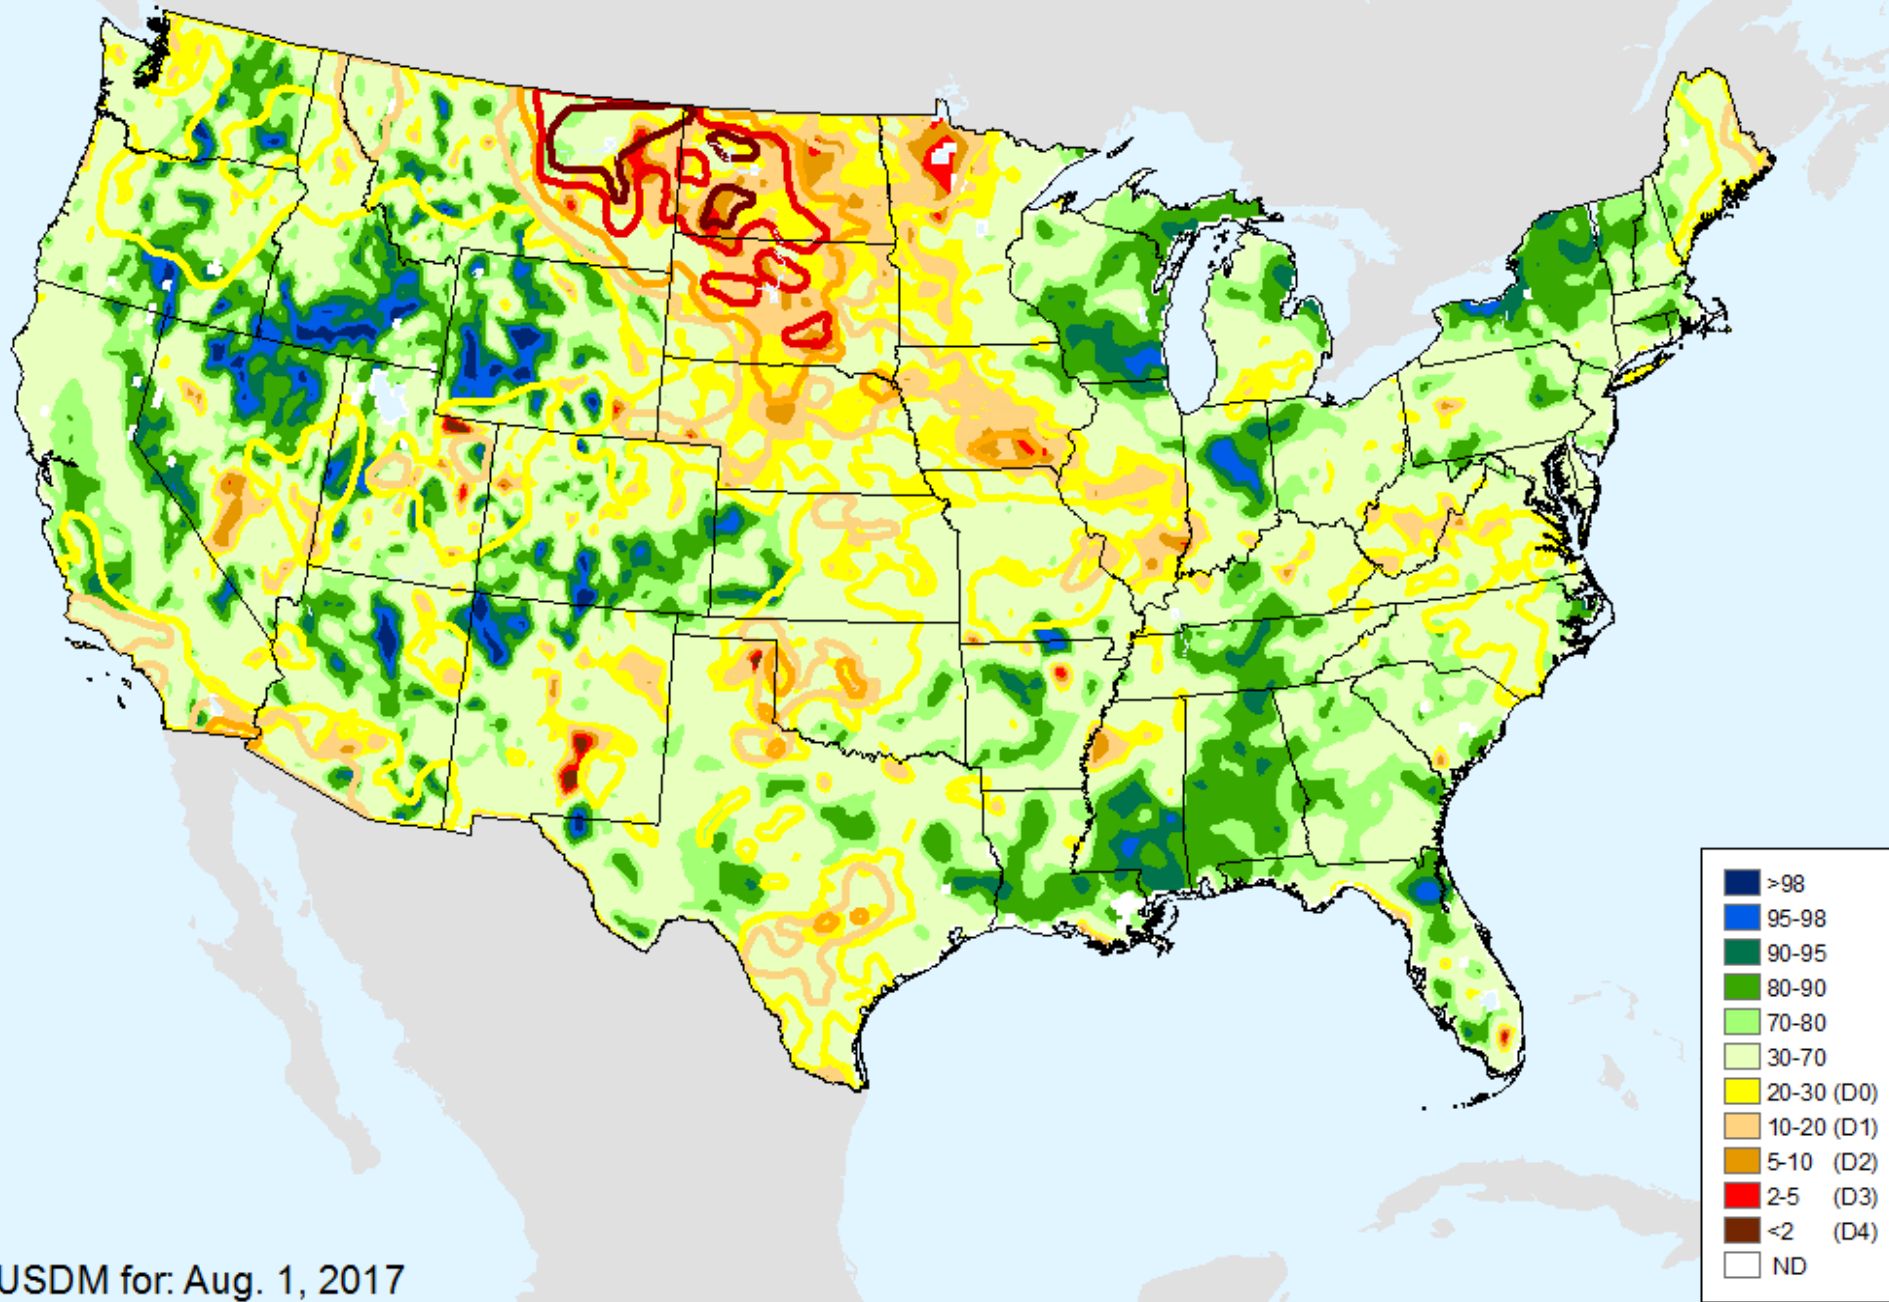 >98
95-98
90-95
80-90
70-80
30-70
20-30 (D0)
10-20 (D1)
5-10 (D2)
2-5 (D3)
<2 (D4)
ND
USDM for: Aug. 1, 2017